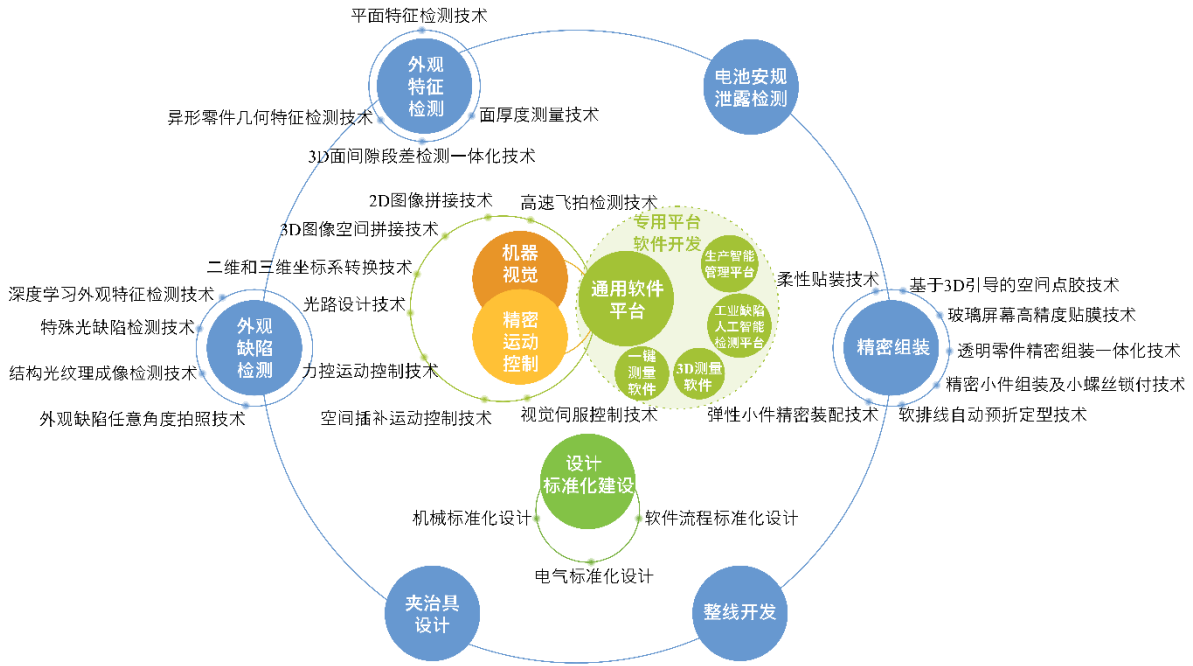 平面特征检测技术
外观
特征
检测
异形零件几何特征检测技术
面厚度测量技术
3D面间隙段差检测一体化技术
电池安规
泄露检测
2D图像拼接技术
高速飞拍检测技术
3D图像空间拼接技术
二维和三维坐标系转换技术
光路设计技术
机器
视觉
精密
运动
控制
力控运动控制技术
空间插补运动控制技术
视觉伺服控制技术
专用平台
软件开发
通用软件
平台
生产智能
管理平台
工业缺陷
人工智能
检测平台
3D测量
软件
一键
测量
软件
深度学习外观特征检测技术
特殊光缺陷检测技术
外观
缺陷
检测
结构光纹理成像检测技术
外观缺陷任意角度拍照技术
柔性贴装技术
基于3D引导的空间点胶技术
玻璃屏幕高精度贴膜技术
精密组装
透明零件精密组装一体化技术
精密小件组装及小螺丝锁付技术
弹性小件精密装配技术
软排线自动预折定型技术
设计
标准化建设
机械标准化设计
软件流程标准化设计
电气标准化设计
夹治具
设计
整线开发